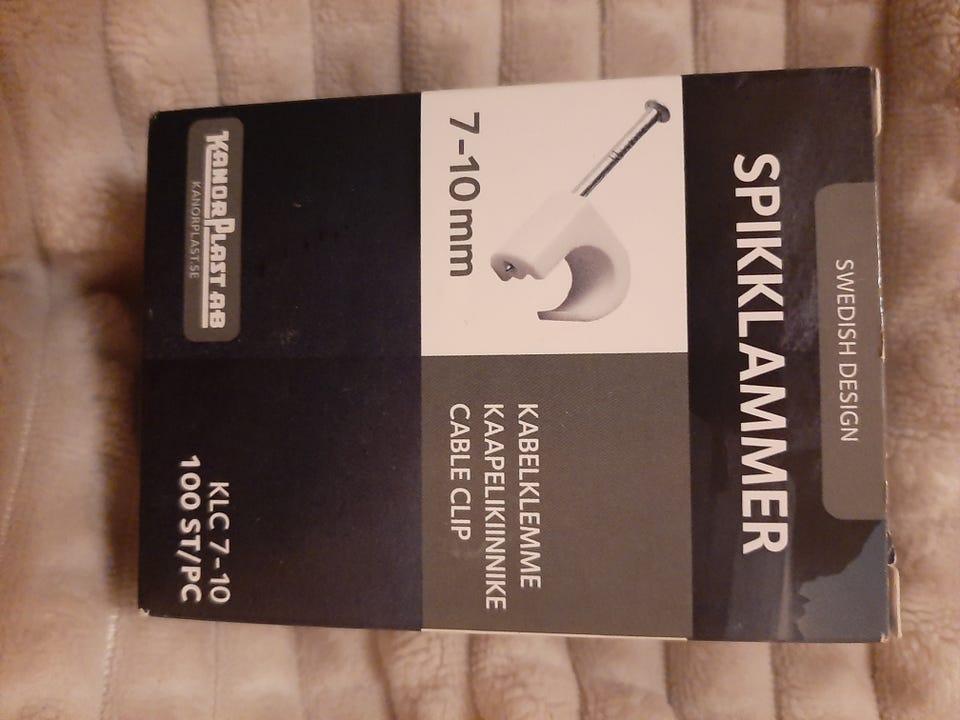 SWEDISH DESIGN
SPIKKLAMMER
7-10 mm
KABELKLEMME
KAAPELIKIINNIKE
CABLE CLIP
KANORPLAST AB
KANORPLAST.SE
KLC 7-10
100 ST/PC